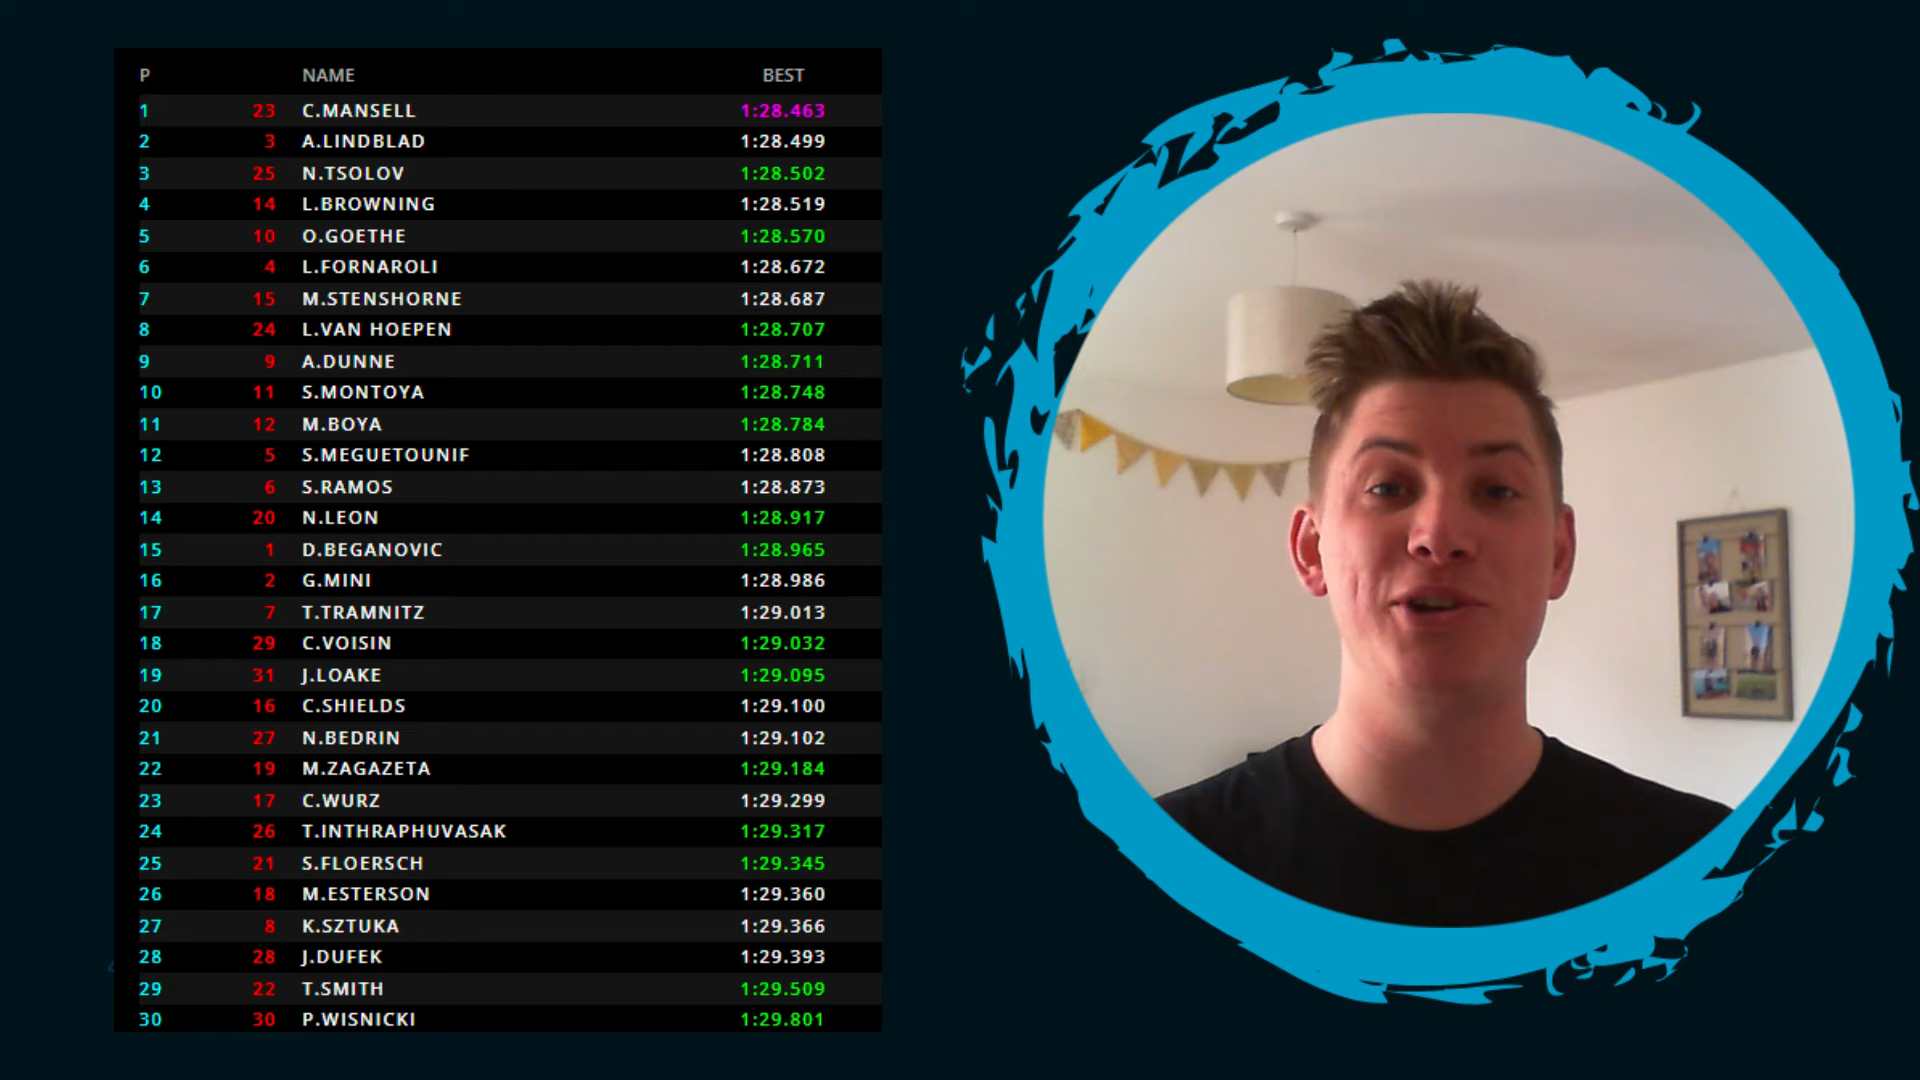 P NAME BEST
1 23 C.MANSELL 1:28.463
2 3 A.LINDBLAD 1:28.499
3 25 N.TSOLOV 1:28.502
4 14 L.BROWNING 1:28.519
5 10 O.GOETHE 1:28.570
6 4 L.FORNAROLI 1:28.672
7 15 M.STENSHORNE 1:28.687
8 24 L.VAN HOEPEN 1:28.707
9 9 A.DUNNE 1:28.711
10 11 S.MONTOYA 1:28.748
11 12 M.BOYA 1:28.784
12 5 S.MEGUETOUNIF 1:28.808
13 6 S.RAMOS 1:28.873
14 20 N.LEON 1:28.917
15 1 D.BEGANOVIC 1:28.965
16 2 G.MINI 1:28.986
17 7 T.TRAMNITZ 1:29.013
18 29 C.VOISIN 1:29.032
19 31 J.LOAKE 1:29.095
20 16 C.SHIELDS 1:29.100
21 27 N.BEDRIN 1:29.102
22 19 M.ZAGAZETA 1:29.184
23 17 C.WURZ 1:29.299
24 26 T.INTHRAPHUVASAK 1:29.317
25 21 S.FLOERSCH 1:29.345
26 18 M.ESTERSON 1:29.360
27 8 K.SZTUKA 1:29.366
28 28 J.DUFEK 1:29.393
29 22 T.SMITH 1:29.509
30 30 P.WISNICKI 1:29.801